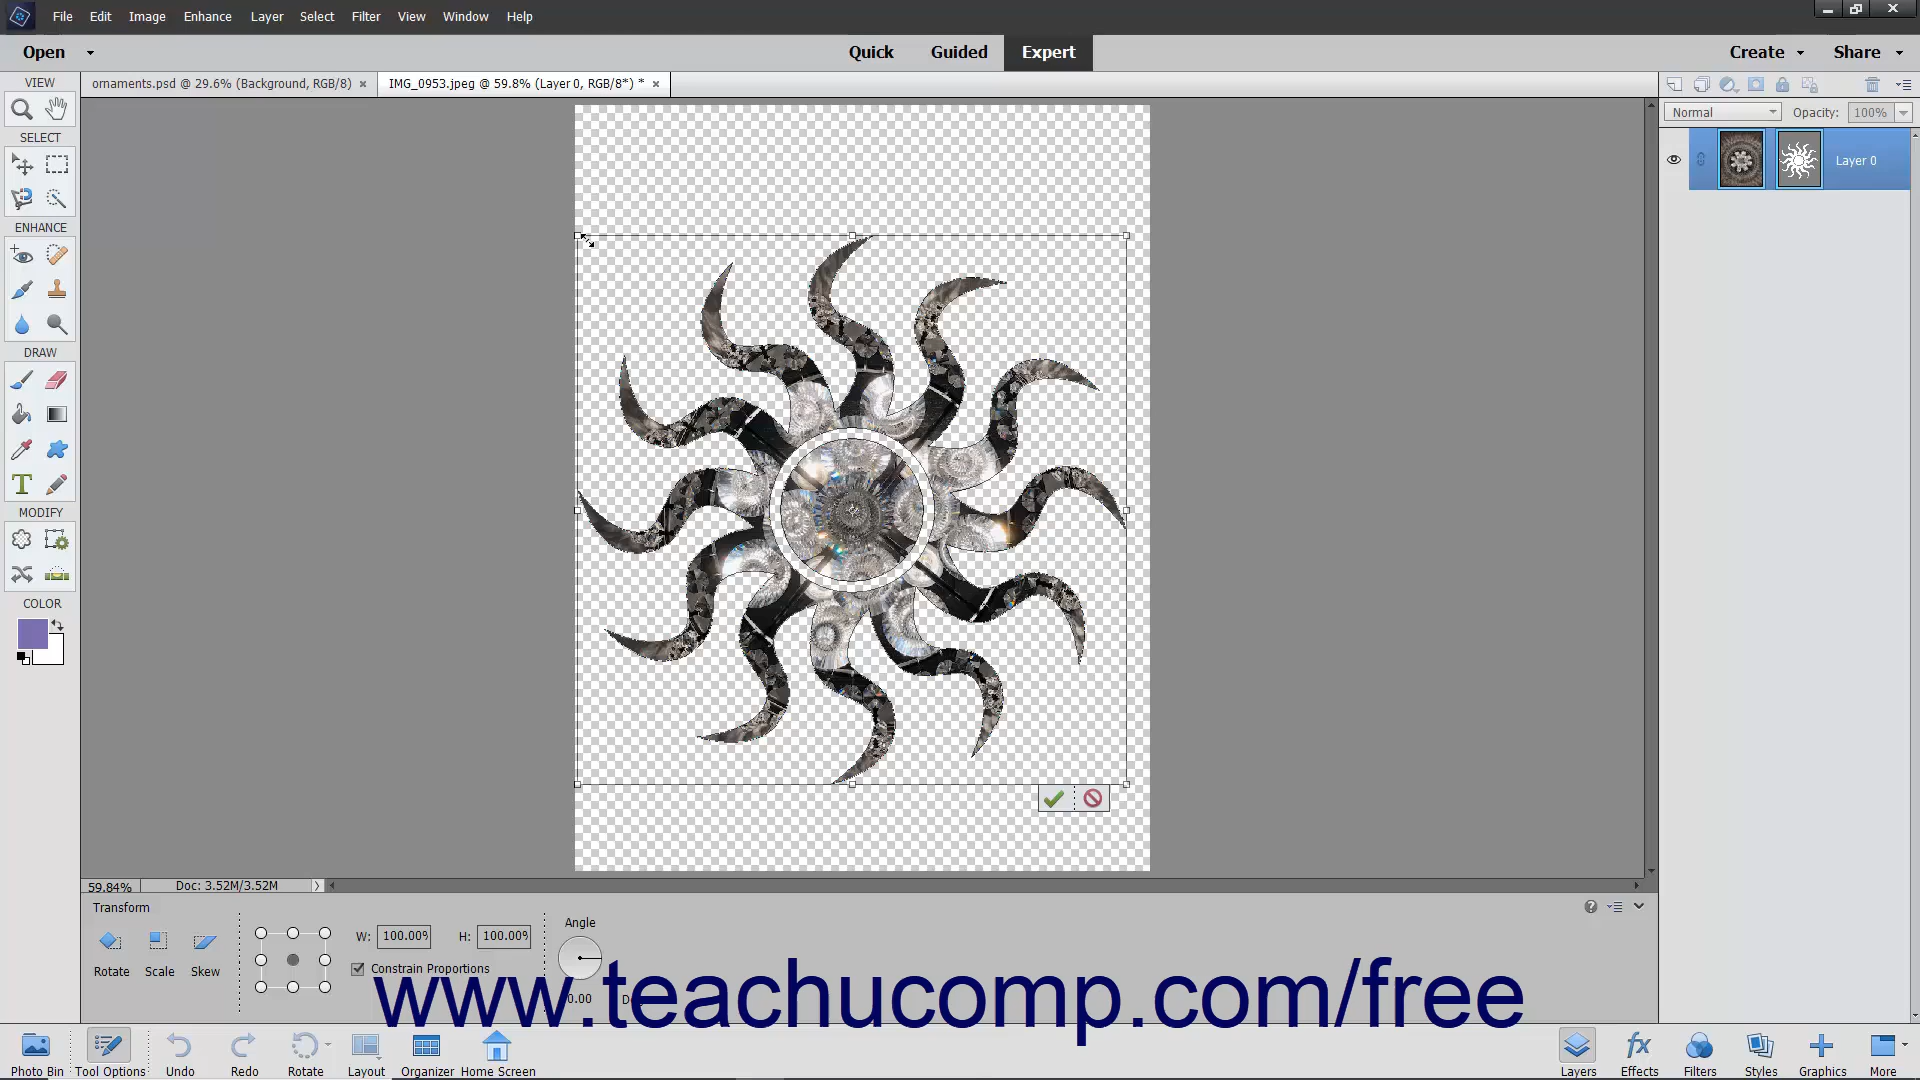 File Edit Image Enhance Layer Select Filter View Window Help
Open Quick Guided Expert Create Share
VIEW ornaments.psd @ 29.6% (Background, RGB/8) × IMG_0953.jpeg @ 59.8% (Layer 0, RGB/8*) * ×
Normal Opacity: 100%
SELECT
Layer 0
ENHANCE
DRAW
T
MODIFY
COLOR
59.84% Doc: 3.52M/3.52M
Transform
Angle
W: 100.00% H: 100.00%
Rotate Scale Skew Constrain Proportions
0.00
www.teachucomp.com/free
Photo Bin Tool Options Undo Redo Rotate Layout Organizer Home Screen Layers fx Effects Filters Styles Graphics More